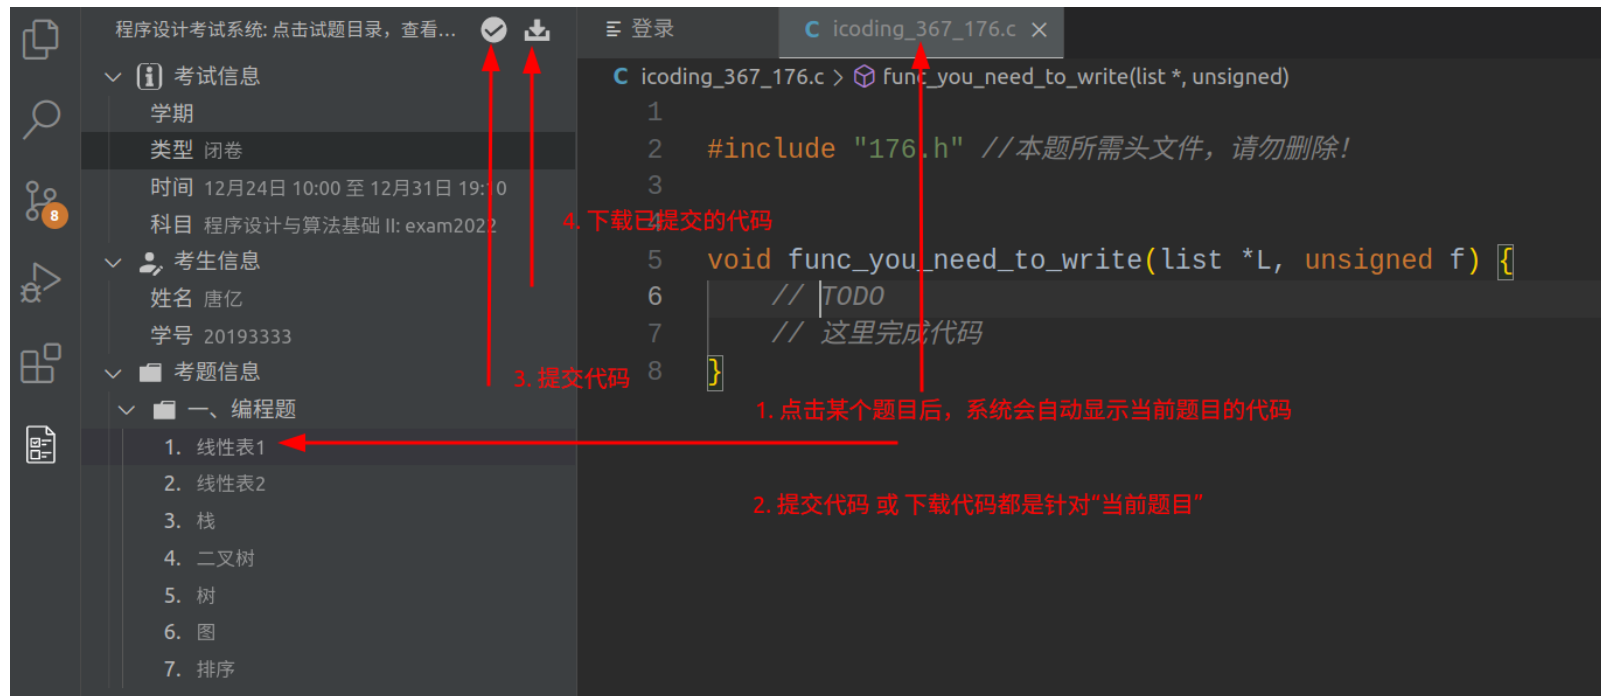 程序设计考试系统: 点击试题目录，查看...
登录
C icoding_367_176.c ×
考试信息
C icoding_367_176.c > func_you_need_to_write(list *, unsigned)
学期
1
类型 闭卷
2 #include "176.h" //本题所需头文件，请勿删除!
时间 12月24日 10:00 至 12月31日 19:10
3
8
科目 程序设计与算法基础 II: exam2022
4. 下载已提交的代码
4
考生信息
5 void func_you_need_to_write(list *L, unsigned f) {
姓名 唐亿
6 // TODO
学号 20193333
7 // 这里完成代码
考题信息
3. 提交代码
8 }
一、编程题
1. 点击某个题目后，系统会自动显示当前题目的代码
1. 线性表1
2. 线性表2
2. 提交代码 或 下载代码都是针对“当前题目”
3. 栈
4. 二叉树
5. 树
6. 图
7. 排序